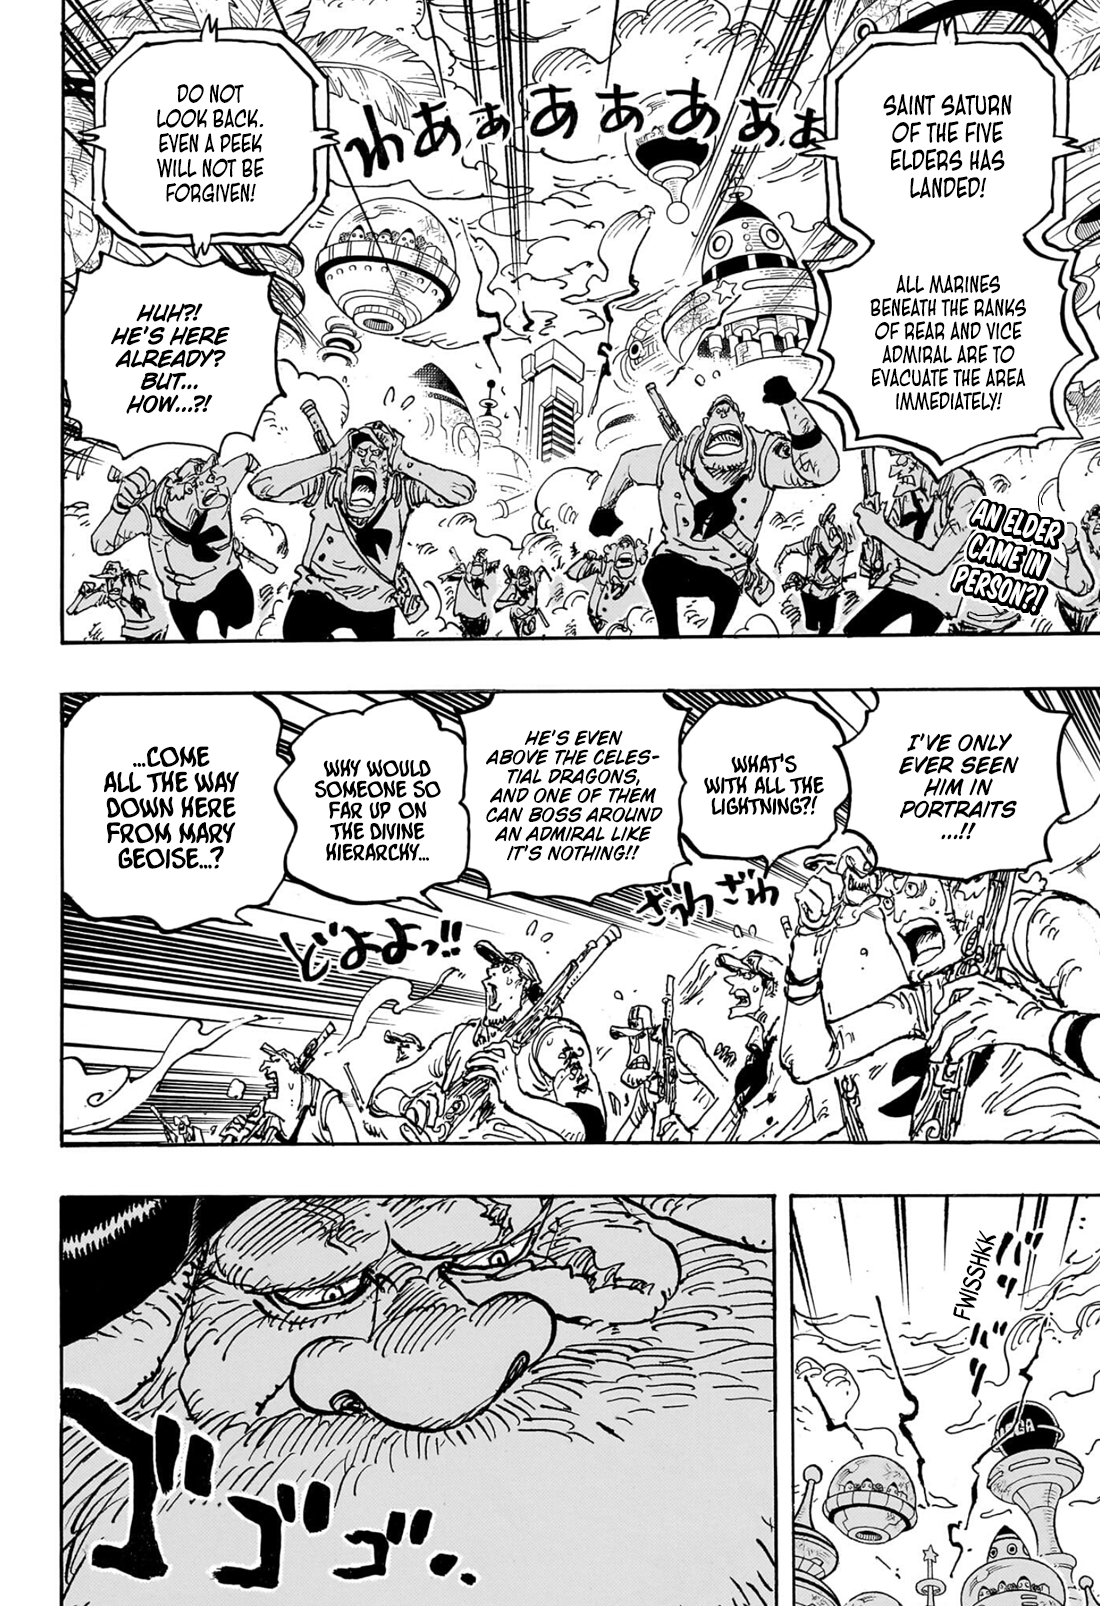 SAINT SATURN
OF THE FIVE
ELDERS HAS
LANDED!
ALL MARINES
BENEATH THE RANKS
OF REAR AND VICE
ADMIRAL ARE TO
EVACUATE THE AREA
IMMEDIATELY!
わあぁあああぁあぁ
DO NOT
LOOK BACK.
EVEN A PEEK
WILL NOT BE
FORGIVEN!
HUH?!
HE'S HERE
ALREADY?
BUT...
HOW...?!
AN ELDER
CAME IN
PERSON?!
I'VE ONLY
EVER SEEN
HIM IN
PORTRAITS
...!!
WHAT'S
WITH ALL THE
LIGHTNING?!
HE'S EVEN
ABOVE THE CELES-
TIAL DRAGONS,
AND ONE OF THEM
CAN BOSS AROUND
AN ADMIRAL LIKE
IT'S NOTHING!!
WHY WOULD
SOMEONE SO
FAR UP ON
THE DIVINE
HIERARCHY...
...COME
ALL THE WAY
DOWN HERE
FROM MARY
GEOISE...?
ざわざわ
どよよっ!!
FWISSHKK
バリバリ
ゴゴゴ..